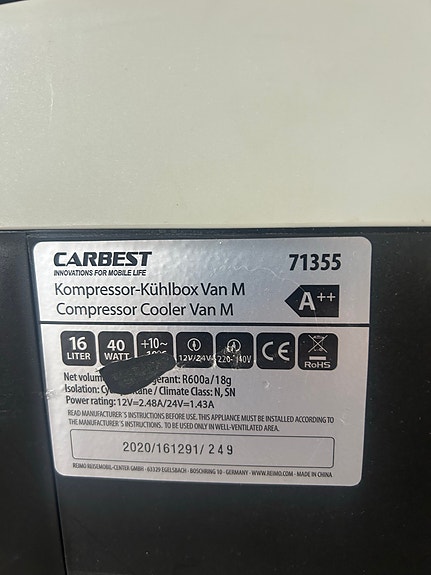 CARBEST
INNOVATIONS FOR MOBILE LIFE
71355
Kompressor-Kühlbox Van M
Compressor Cooler Van M
A++
16 LITER
40 WATT
+10~
12V/24V
220-240V
CE
RoHS
Net R600a/18g
Isolation: Climate Class: N, SN
Power rating: 12V=2.48A/24V=1.43A
READ MANUFACTURER´S INSTRUCTIONS BEFORE USE. THIS APPLIANCE MUST BE INSTALLED ACCORDING TO
THE MANUFACTURER´S INSTRUCTIONS. TO BE USED ONLY IN WELL-VENTILATED AREA.
2020/161291/249
REIMO REISEMOBIL-CENTER GMBH - 63329 EGELSBACH - BOSCHRING 10 - GERMANY - WWW.REIMO.COM - MADE IN CHINA